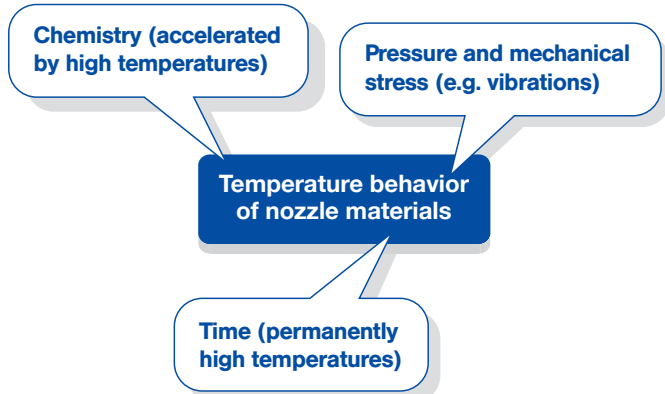 Chemistry (accelerated
by high temperatures)
Pressure and mechanical
stress (e.g. vibrations)
Temperature behavior
of nozzle materials
Time (permanently
high temperatures)